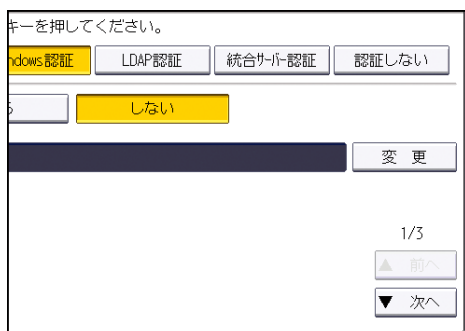 キーを押してください。
ndows認証 LDAP認証 統合サーバー認証 認証しない
る しない
変 更
1/3
▲ 前へ
▼ 次へ